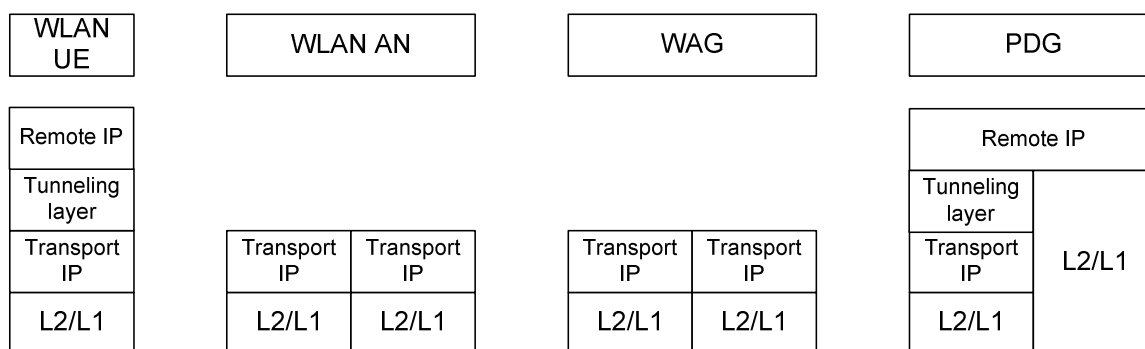 WLAN
UE
WLAN AN
WAG
PDG
Remote IP
Remote IP
Tunneling
layer
Tunneling
layer
Transport
IP
Transport
IP
Transport
IP
Transport
IP
Transport
IP
Transport
IP
L2/L1
L2/L1
L2/L1
L2/L1
L2/L1
L2/L1
L2/L1